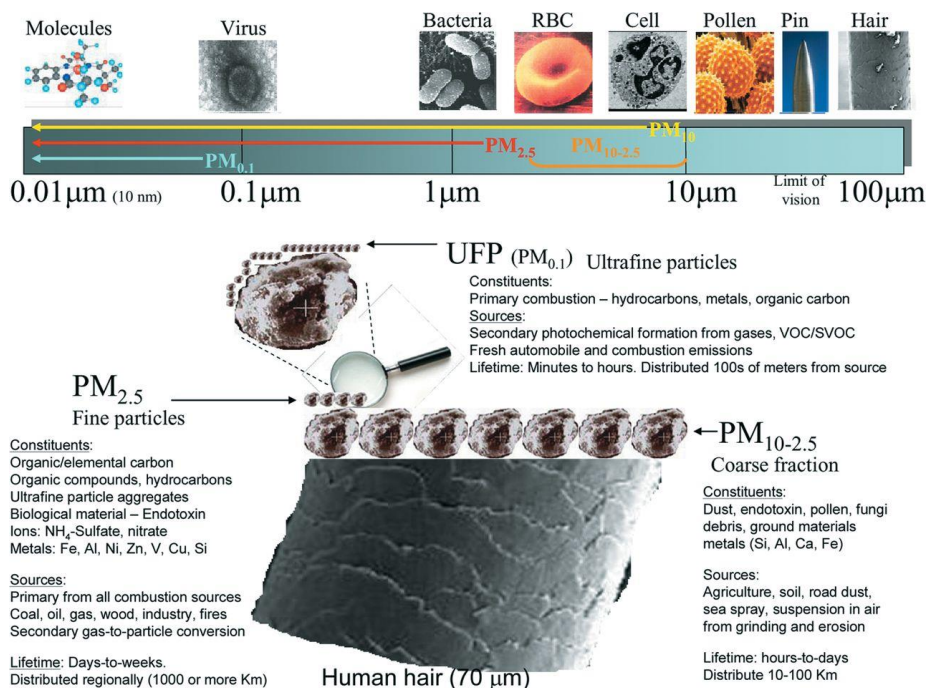 Molecules
Virus
Bacteria
RBC
Cell
Pollen
Pin
Hair
PM10
PM2.5
PM10-2.5
PM0.1
0.01μm (10 nm)
0.1μm
1μm
10μm
Limit of
vision
100μm
UFP (PM0.1) Ultrafine particles
Constituents:
Primary combustion – hydrocarbons, metals, organic carbon
Sources:
Secondary photochemical formation from gases, VOC/SVOC
Fresh automobile and combustion emissions
Lifetime: Minutes to hours. Distributed 100s of meters from source
PM2.5
Fine particles
Constituents:
Organic/elemental carbon
Organic compounds, hydrocarbons
Ultrafine particle aggregates
Biological material – Endotoxin
Ions: NH4-Sulfate, nitrate
Metals: Fe, Al, Ni, Zn, V, Cu, Si
Sources:
Primary from all combustion sources
Coal, oil, gas, wood, industry, fires
Secondary gas-to-particle conversion
Lifetime: Days-to-weeks.
Distributed regionally (1000 or more Km)
PM10-2.5
Coarse fraction
Constituents:
Dust, endotoxin, pollen, fungi
debris, ground materials
metals (Si, Al, Ca, Fe)
Sources:
Agriculture, soil, road dust,
sea spray, suspension in air
from grinding and erosion
Lifetime: hours-to-days
Distribute 10-100 Km
Human hair (70 μm)